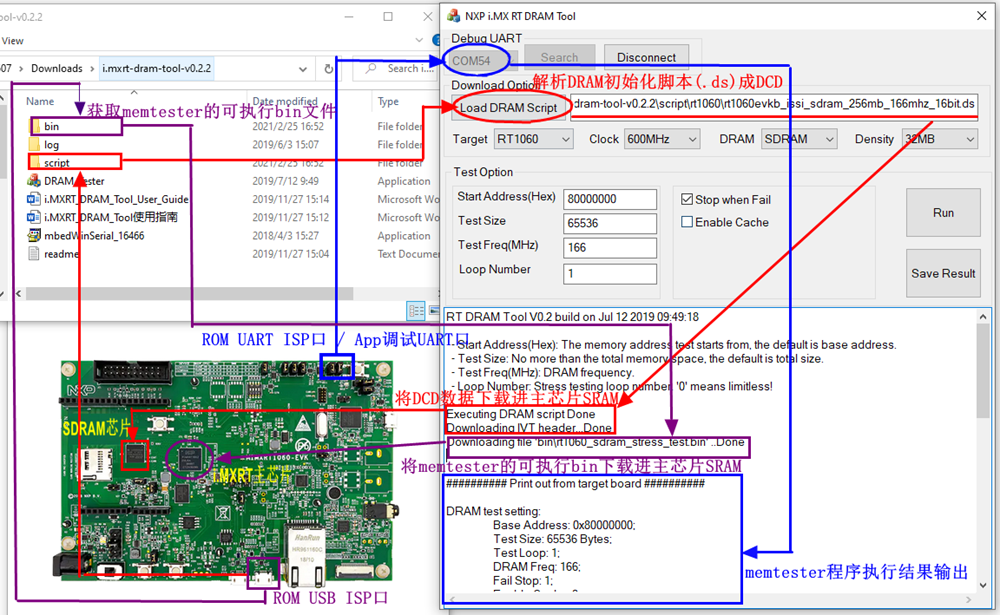 ool-v0.2.2
View
07 > Downloads > i.mxrt-dram-tool-v0.2.2
Search i....
Name
Type
获取memtester的可执行bin文件
bin
2021/2/25 16:52
File folder
log
2019/6/3 15:07
File folder
script
2021/2/25 16:52
File folder
DRAM_Tester
2019/7/12 9:49
Application
i.MXRT_DRAM_Tool_User_Guide
2019/11/27 15:14
Microsoft Wo
i.MXRT_DRAM_Tool使用指南
2019/11/27 15:12
Microsoft Wo
mbedWinSerial_16466
2018/4/3 15:27
Application
readme
2019/11/27 15:04
Text Documen
NXP i.MX RT DRAM Tool
Debug UART
COM54
Search
Disconnect
解析DRAM初始化脚本(.ds)成DCD
Download Option
Load DRAM Script
dram-tool-v0.2.2\script\rt1060\rt1060evkb_issi_sdram_256mb_166mhz_16bit.ds
Target RT1060 Clock 600MHz DRAM SDRAM Density 32MB
Test Option
Start Address(Hex) 80000000
Test Size 65536
Test Freq(MHz) 166
Loop Number 1
Stop when Fail
Enable Cache
Run
Save Result
RT DRAM Tool V0.2 build on Jul 12 2019 09:49:18
- Start Address(Hex): The memory address test starts from, the default is base address.
- Test Size: No more than the total memory space, the default is total size.
- Test Freq(MHz): DRAM frequency.
- Loop Number: Stress testing loop number, '0' means limitless!
将DCD数据下载进主芯片SRAM
Executing DRAM script Done
Downloading IVT header...Done
Downloading file 'bin\rt1060_sdram_stress_test.bin' ..Done
将memtester的可执行bin下载进主芯片SRAM
########## Print out from target board ##########
DRAM test setting:
Base Address: 0x80000000;
Test Size: 65536 Bytes;
Test Loop: 1;
DRAM Freq: 166;
Fail Stop: 1;
memtester程序执行结果输出
ROM UART ISP口 / App调试UART口
SDRAM芯片
i.MXRT主芯片
MIMXRT1060-EVK
HanRun
ROM USB ISP口